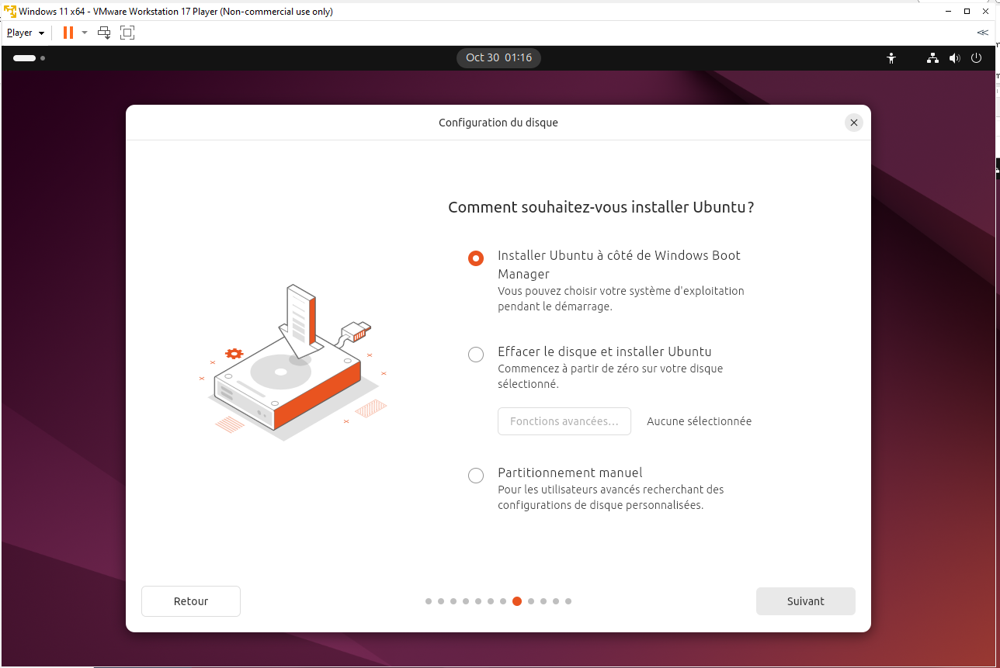 Windows 11 x64 - VMware Workstation 17 Player (Non-commercial use only)
Player
Oct 30 01:16
Configuration du disque
Comment souhaitez-vous installer Ubuntu ?
Installer Ubuntu à côté de Windows Boot
Manager
Vous pouvez choisir votre système d'exploitation
pendant le démarrage.
Effacer le disque et installer Ubuntu
Commencez à partir de zéro sur votre disque
sélectionné.
Fonctions avancées…
Aucune sélectionnée
Partitionnement manuel
Pour les utilisateurs avancés recherchant des
configurations de disque personnalisées.
Retour
Suivant